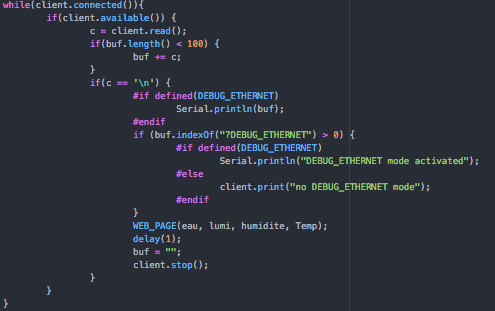 while(client.connected()){
if(client.available()) {
c = client.read();
if(buf.length() < 100) {
buf += c;
}
if(c == '\n') {
#if defined(DEBUG_ETHERNET)
Serial.println(buf);
#endif
if (buf.indexOf("?DEBUG_ETHERNET") > 0) {
#if defined(DEBUG_ETHERNET)
Serial.println("DEBUG_ETHERNET mode activated");
#else
client.print("no DEBUG_ETHERNET mode");
#endif
}
WEB_PAGE(eau, lumi, humidite, Temp);
delay(1);
buf = "";
client.stop();
}
}
}